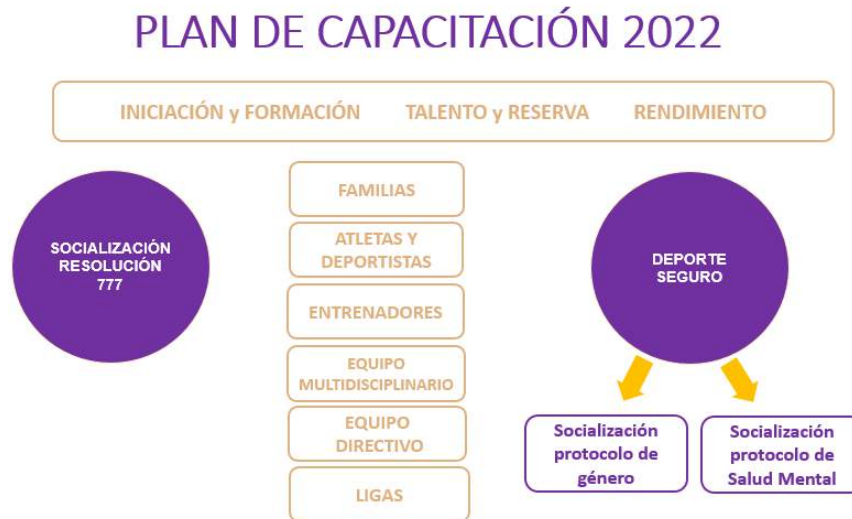 PLAN DE CAPACITACIÓN 2022
INICIACIÓN y FORMACIÓN TALENTO y RESERVA RENDIMIENTO
SOCIALIZACIÓN
RESOLUCIÓN
777
FAMILIAS
ATLETAS Y
DEPORTISTAS
ENTRENADORES
EQUIPO
MULTIDISCIPLINARIO
EQUIPO
DIRECTIVO
LIGAS
DEPORTE
SEGURO
Socialización
protocolo de
género
Socialización
protocolo de
Salud Mental